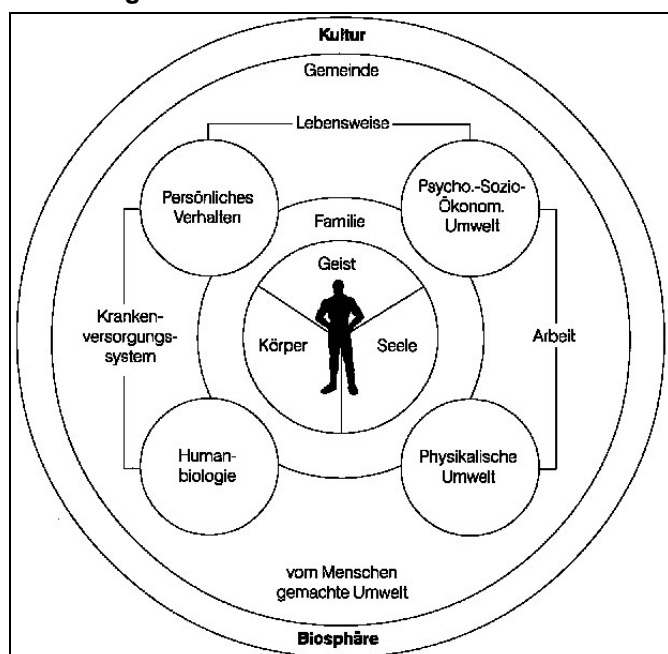 Kultur
Gemeinde
Lebensweise
Persönliches
Verhalten
Psycho.-Sozio-
Ökonom.
Umwelt
Familie
Geist
Kranken-
versorgungs-
system
Körper
Seele
Arbeit
Human-
biologie
Physikalische
Umwelt
vom Menschen
gemachte Umwelt
Biosphäre